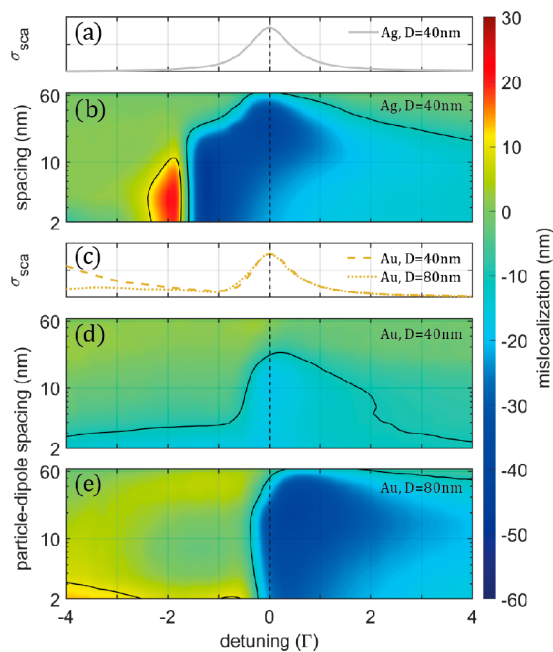 (a)
Ag, D=40nm
σsca
30
20
10
0
-10
-20
-30
-40
-50
-60
mislocalization (nm)
(b)
Ag, D=40nm
60
10
2
spacing (nm)
(c)
Au, D=40nm
Au, D=80nm
σsca
(d)
Au, D=40nm
60
10
2
(e)
Au, D=80nm
60
10
2
particle-dipole spacing (nm)
-4
-2
0
2
4
detuning (Γ)